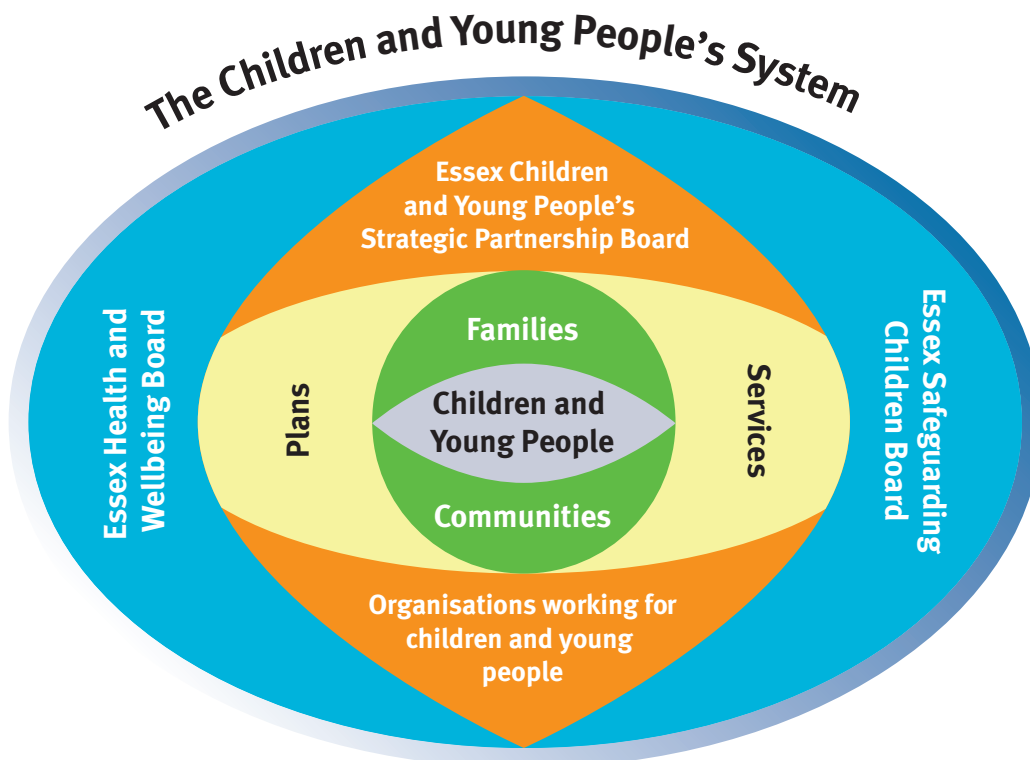 The Children and Young People’s System
Essex Children
and Young People’s
Strategic Partnership Board
Essex Health and
Wellbeing Board
Plans
Families
Children and
Young People
Communities
Services
Essex Safeguarding
Children Board
Organisations working for
children and young
people